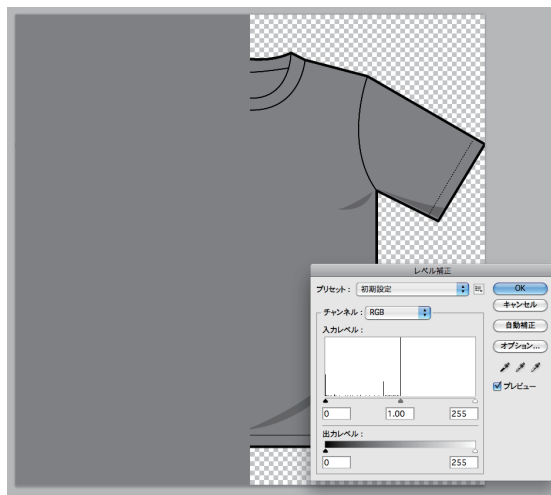 レベル補正
プリセット： 初期設定
OK
キャンセル
自動補正
オプション...
プレビュー
チャンネル： RGB
入力レベル：
0 1.00 255
出力レベル：
0 255